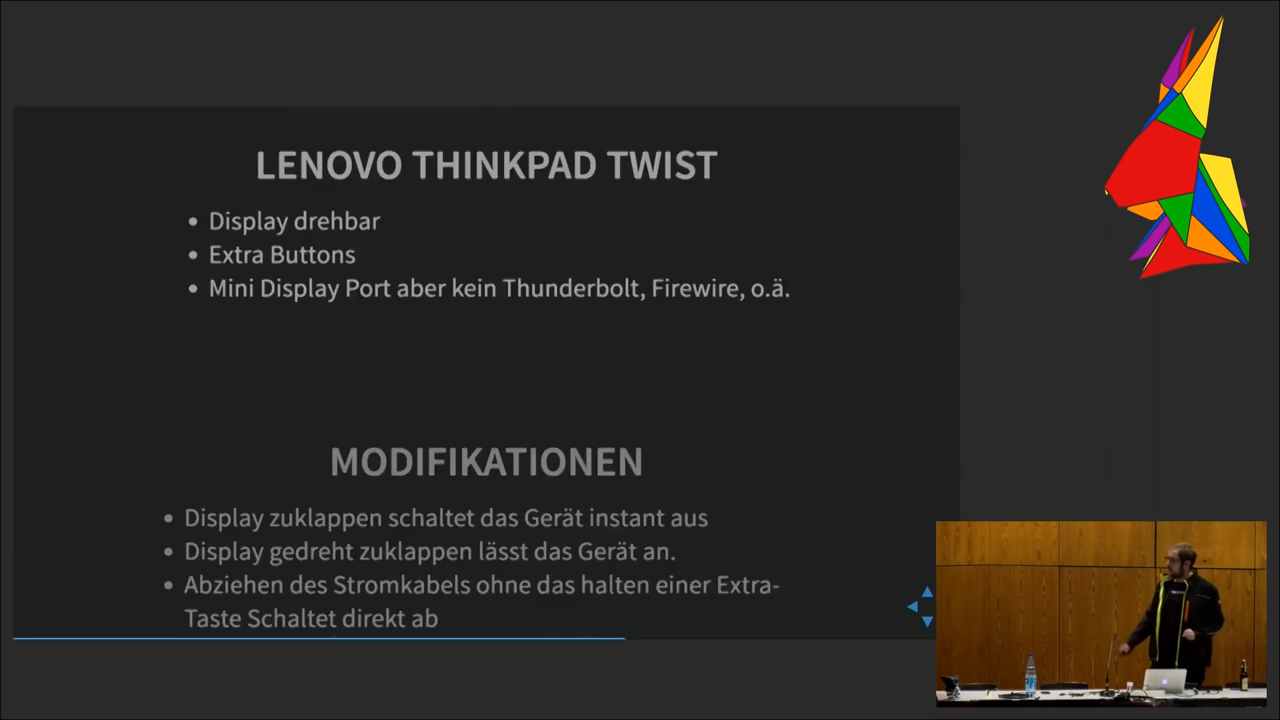 LENOVO THINKPAD TWIST
• Display drehbar
• Extra Buttons
• Mini Display Port aber kein Thunderbolt, Firewire, o.ä.
MODIFIKATIONEN
• Display zuklappen schaltet das Gerät instant aus
• Display gedreht zuklappen lässt das Gerät an.
• Abziehen des Stromkabels ohne das halten einer Extra-
Taste Schaltet direkt ab